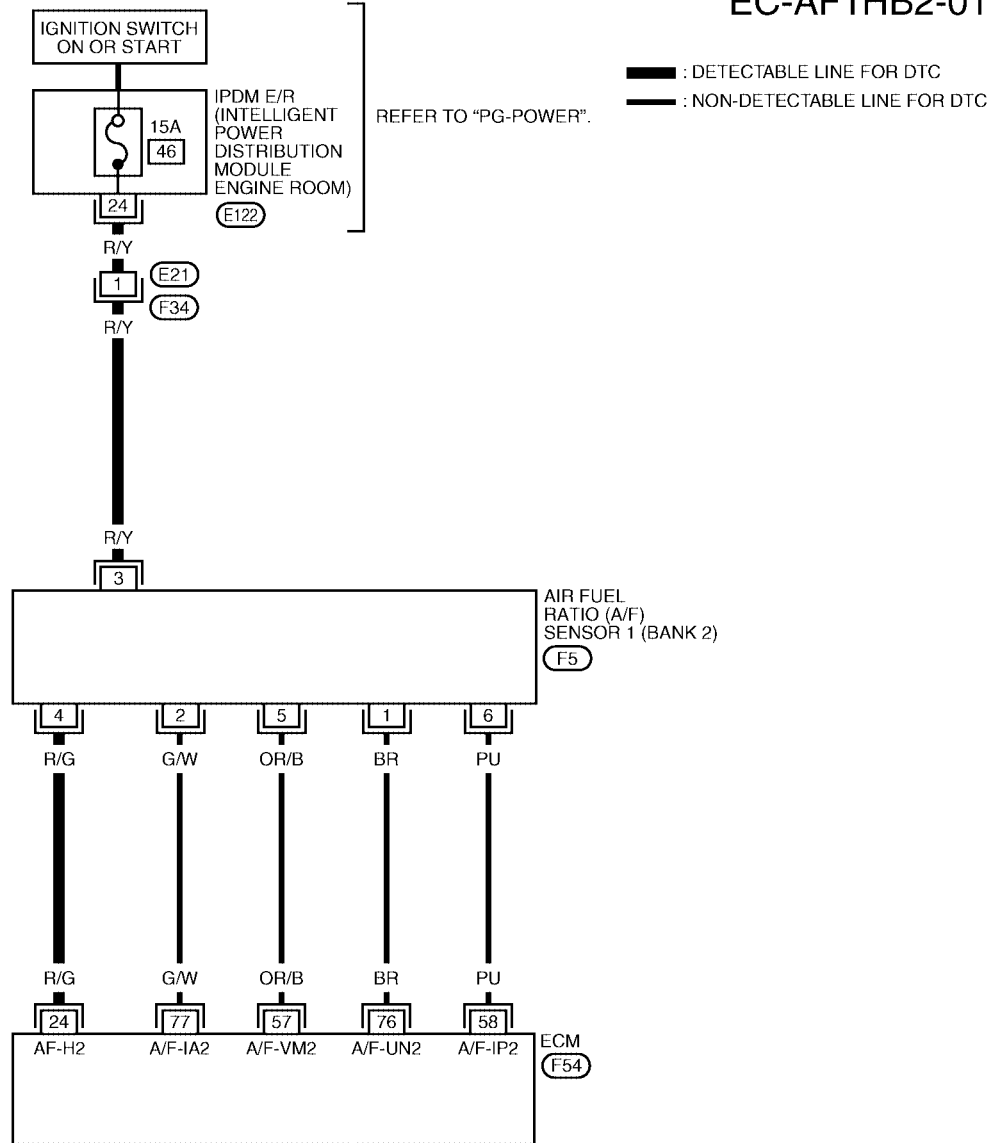 EC-AF1HB2-01
IGNITION SWITCH
ON OR START
: DETECTABLE LINE FOR DTC
: NON-DETECTABLE LINE FOR DTC
15A
46
IPDM E/R
(INTELLIGENT
POWER
DISTRIBUTION
MODULE
ENGINE ROOM)
E122
REFER TO “PG-POWER”.
24
R/Y
1
E21
F34
R/Y
R/Y
3
AIR FUEL
RATIO (A/F)
SENSOR 1 (BANK 2)
F5
4 2 5 1 6
R/G G/W OR/B BR PU
R/G G/W OR/B BR PU
24 77 57 76 58
AF-H2 A/F-IA2 A/F-VM2 A/F-UN2 A/F-IP2
ECM
F54